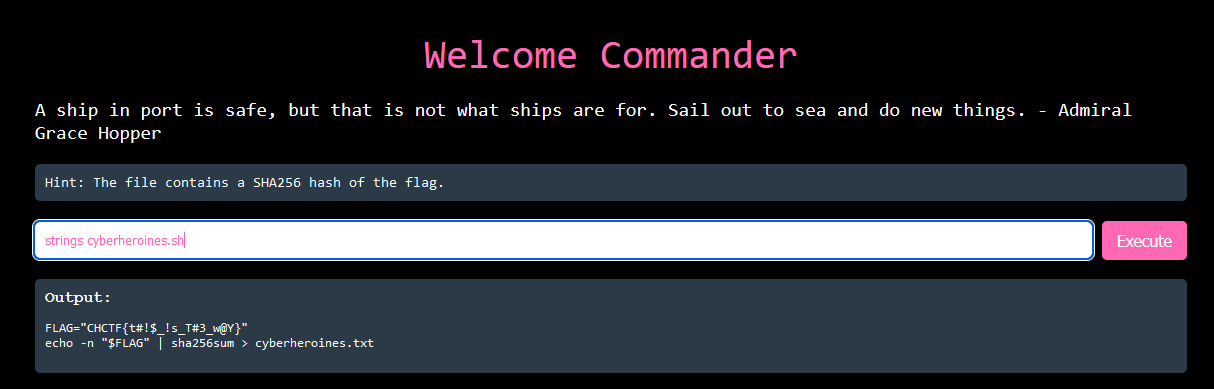 Welcome Commander
A ship in port is safe, but that is not what ships are for. Sail out to sea and do new things. - Admiral
Grace Hopper
Hint: The file contains a SHA256 hash of the flag.
strings cyberheroines.sh
Execute
Output:
FLAG="CHCTF{t#!$_!s_T#3_w@Y}"
echo -n "$FLAG" | sha256sum > cyberheroines.txt